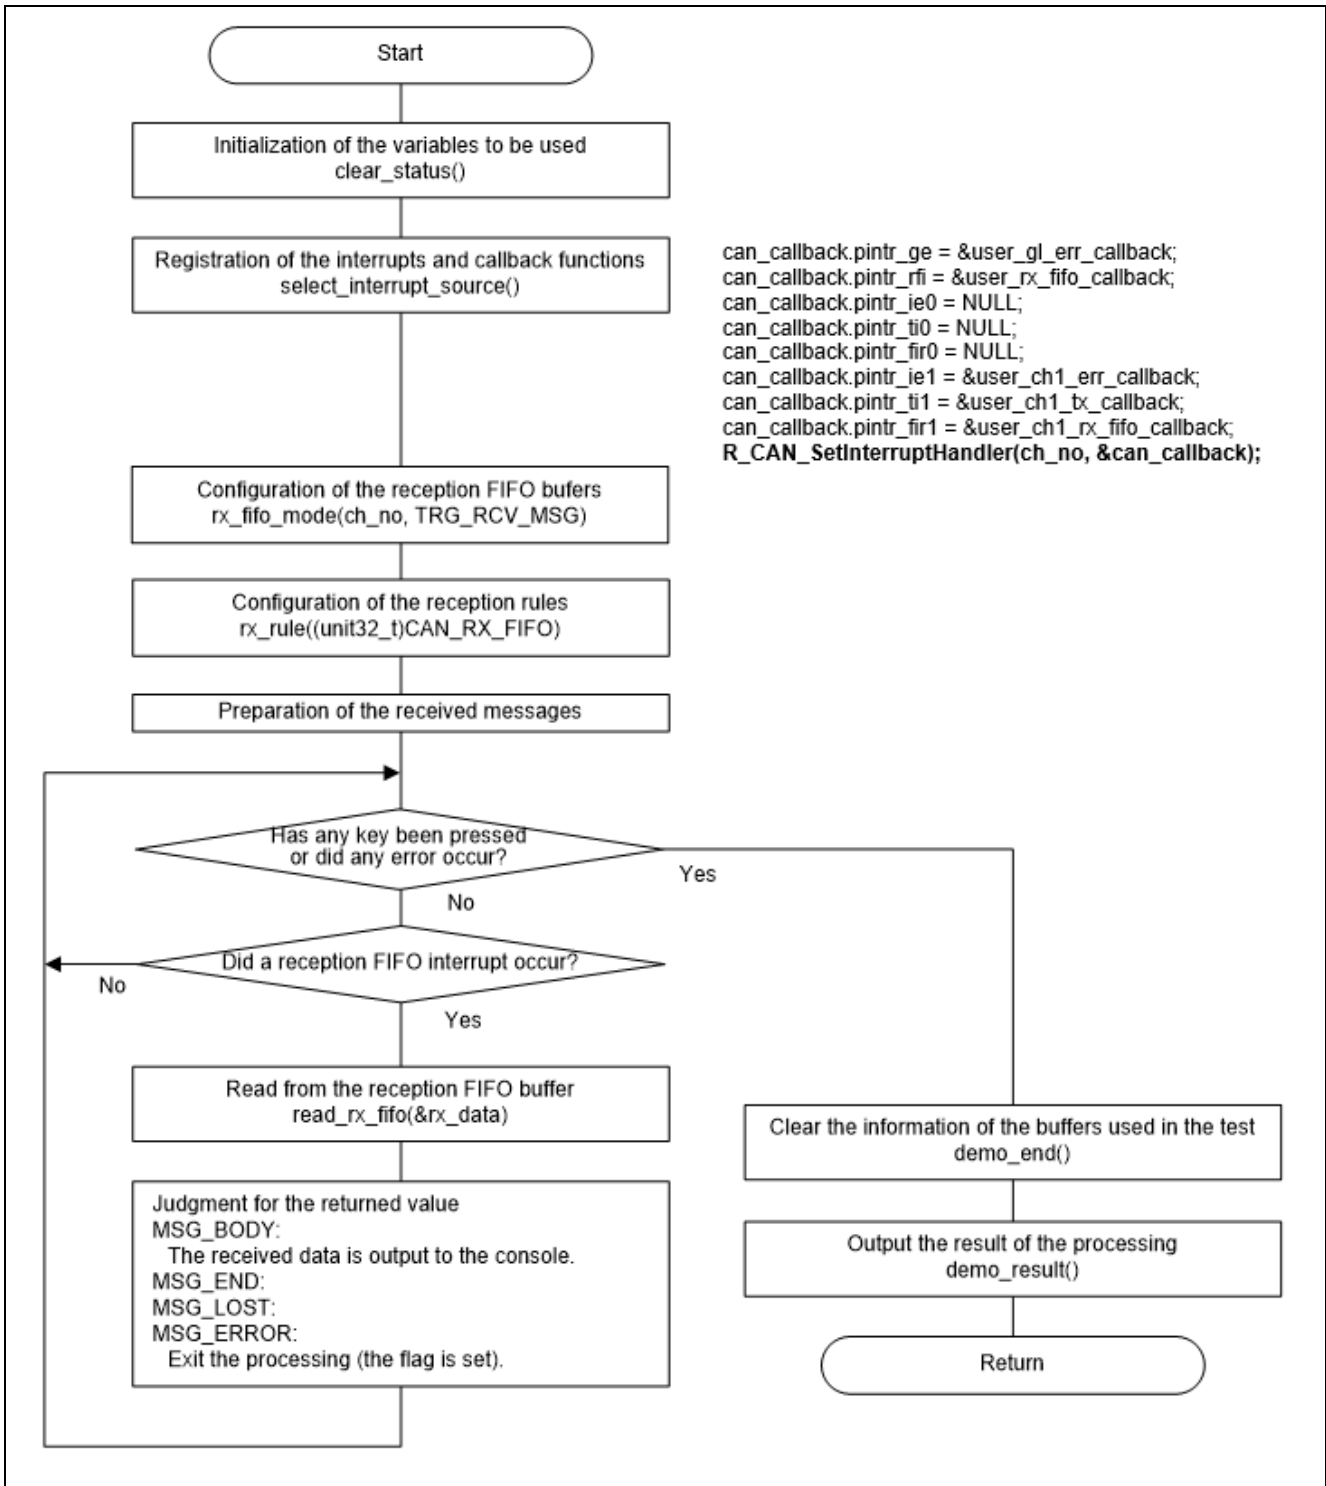 Start
Initialization of the variables to be used
clear_status()
Registration of the interrupts and callback functions
select_interrupt_source()
can_callback.pintr_ge = &user_gl_err_callback;
can_callback.pintr_rfi = &user_rx_fifo_callback;
can_callback.pintr_ie0 = NULL;
can_callback.pintr_ti0 = NULL;
can_callback.pintr_fir0 = NULL;
can_callback.pintr_ie1 = &user_ch1_err_callback;
can_callback.pintr_ti1 = &user_ch1_tx_callback;
can_callback.pintr_fir1 = &user_ch1_rx_fifo_callback;
R_CAN_SetInterruptHandler(ch_no, &can_callback);
Configuration of the reception FIFO bufers
rx_fifo_mode(ch_no, TRG_RCV_MSG)
Configuration of the reception rules
rx_rule((unit32_t)CAN_RX_FIFO)
Preparation of the received messages
Has any key been pressed
or did any error occur?
Yes
No
Did a reception FIFO interrupt occur?
No
Yes
Read from the reception FIFO buffer
read_rx_fifo(&rx_data)
Judgment for the returned value
MSG_BODY:
The received data is output to the console.
MSG_END:
MSG_LOST:
MSG_ERROR:
Exit the processing (the flag is set).
Clear the information of the buffers used in the test
demo_end()
Output the result of the processing
demo_result()
Return